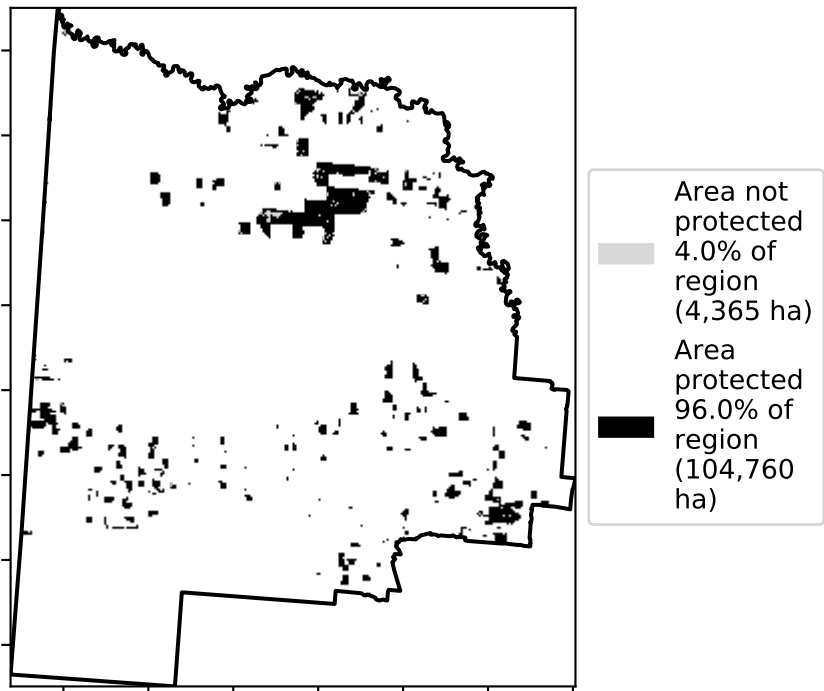 Area not
protected
4.0% of
region
(4,365 ha)
Area
protected
96.0% of
region
(104,760
ha)